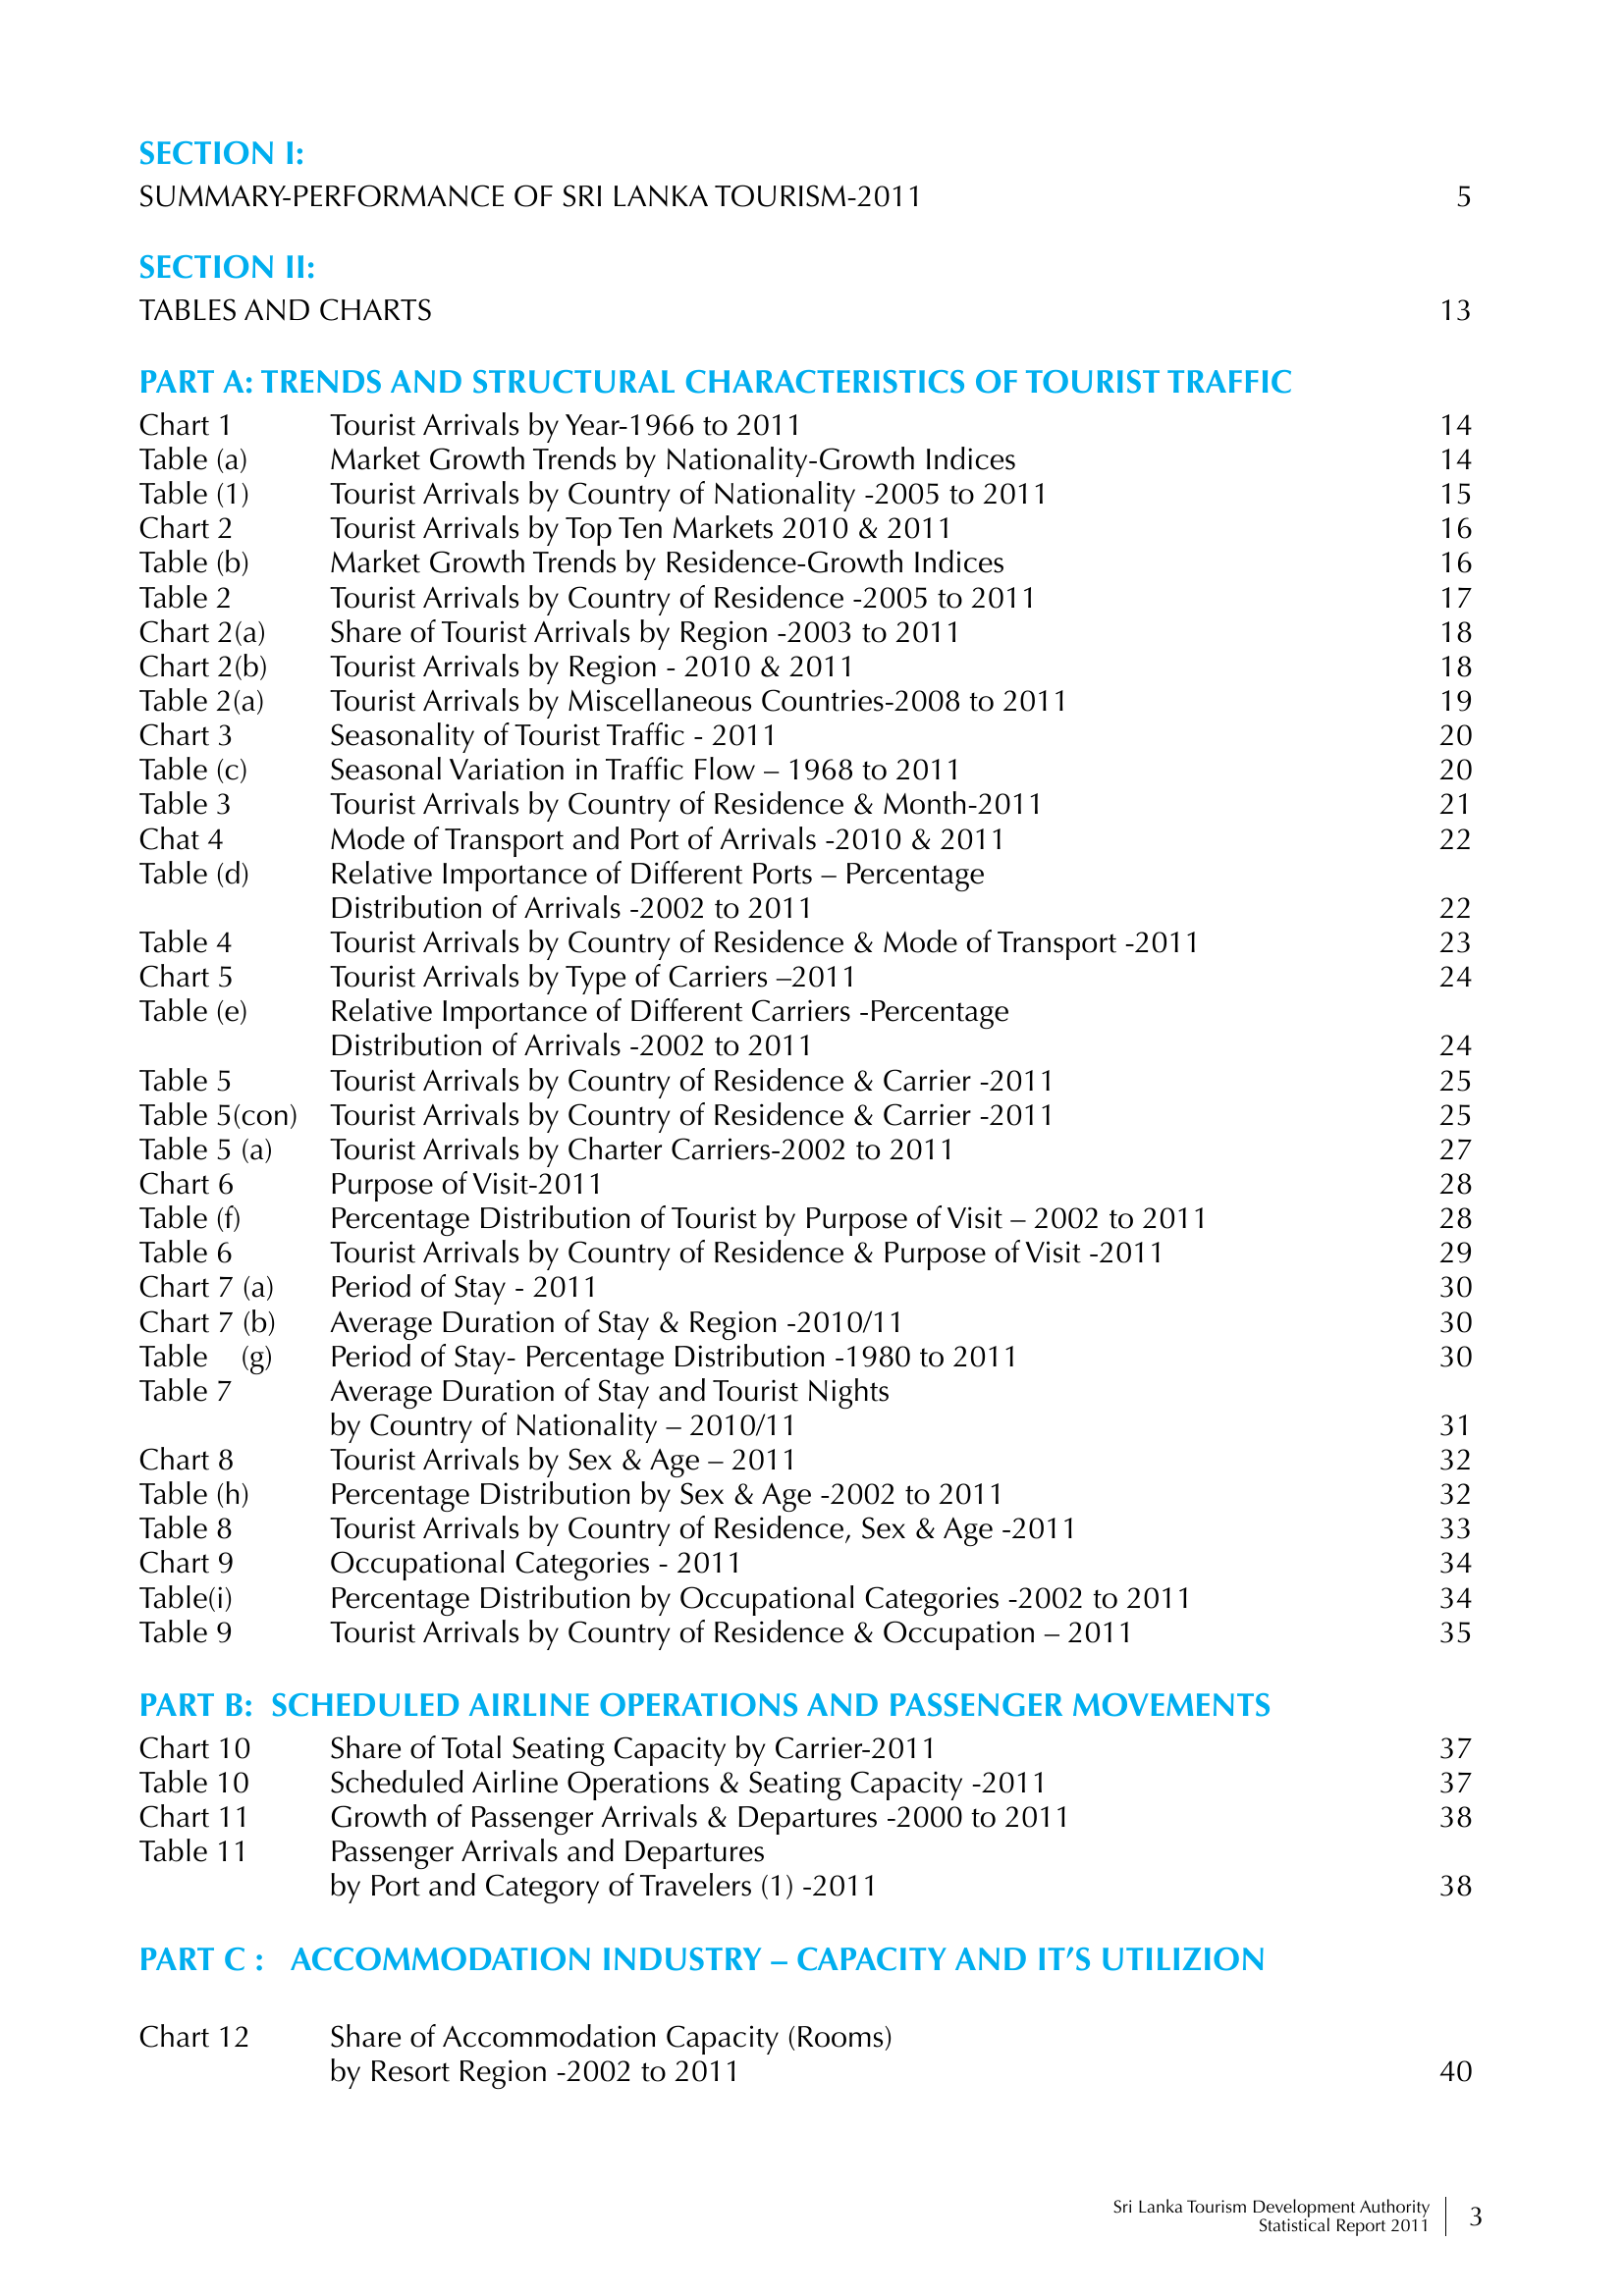 SECTION I:
SUMMARY-PERFORMANCE OF SRI LANKA TOURISM-2011 5
SECTION II:
TABLES AND CHARTS 13
PART A: TRENDS AND STRUCTURAL CHARACTERISTICS OF TOURIST TRAFFIC
Chart 1 Tourist Arrivals by Year-1966 to 2011 14
Table (a) Market Growth Trends by Nationality-Growth Indices 14
Table (1) Tourist Arrivals by Country of Nationality -2005 to 2011 15
Chart 2 Tourist Arrivals by Top Ten Markets 2010 & 2011 16
Table (b) Market Growth Trends by Residence-Growth Indices 16
Table 2 Tourist Arrivals by Country of Residence -2005 to 2011 17
Chart 2(a) Share of Tourist Arrivals by Region -2003 to 2011 18
Chart 2(b) Tourist Arrivals by Region - 2010 & 2011 18
Table 2(a) Tourist Arrivals by Miscellaneous Countries-2008 to 2011 19
Chart 3 Seasonality of Tourist Traffic - 2011 20
Table (c) Seasonal Variation in Traffic Flow – 1968 to 2011 20
Table 3 Tourist Arrivals by Country of Residence & Month-2011 21
Chat 4 Mode of Transport and Port of Arrivals -2010 & 2011 22
Table (d) Relative Importance of Different Ports – Percentage
Distribution of Arrivals -2002 to 2011 22
Table 4 Tourist Arrivals by Country of Residence & Mode of Transport -2011 23
Chart 5 Tourist Arrivals by Type of Carriers –2011 24
Table (e) Relative Importance of Different Carriers -Percentage
Distribution of Arrivals -2002 to 2011 24
Table 5 Tourist Arrivals by Country of Residence & Carrier -2011 25
Table 5(con) Tourist Arrivals by Country of Residence & Carrier -2011 25
Table 5 (a) Tourist Arrivals by Charter Carriers-2002 to 2011 27
Chart 6 Purpose of Visit-2011 28
Table (f) Percentage Distribution of Tourist by Purpose of Visit – 2002 to 2011 28
Table 6 Tourist Arrivals by Country of Residence & Purpose of Visit -2011 29
Chart 7 (a) Period of Stay - 2011 30
Chart 7 (b) Average Duration of Stay & Region -2010/11 30
Table (g) Period of Stay- Percentage Distribution -1980 to 2011 30
Table 7 Average Duration of Stay and Tourist Nights
by Country of Nationality – 2010/11 31
Chart 8 Tourist Arrivals by Sex & Age – 2011 32
Table (h) Percentage Distribution by Sex & Age -2002 to 2011 32
Table 8 Tourist Arrivals by Country of Residence, Sex & Age -2011 33
Chart 9 Occupational Categories - 2011 34
Table(i) Percentage Distribution by Occupational Categories -2002 to 2011 34
Table 9 Tourist Arrivals by Country of Residence & Occupation – 2011 35
PART B: SCHEDULED AIRLINE OPERATIONS AND PASSENGER MOVEMENTS
Chart 10 Share of Total Seating Capacity by Carrier-2011 37
Table 10 Scheduled Airline Operations & Seating Capacity -2011 37
Chart 11 Growth of Passenger Arrivals & Departures -2000 to 2011 38
Table 11 Passenger Arrivals and Departures
by Port and Category of Travelers (1) -2011 38
PART C : ACCOMMODATION INDUSTRY – CAPACITY AND IT’S UTILIZION
Chart 12 Share of Accommodation Capacity (Rooms)
by Resort Region -2002 to 2011 40
Sri Lanka Tourism Development Authority
Statistical Report 2011 3